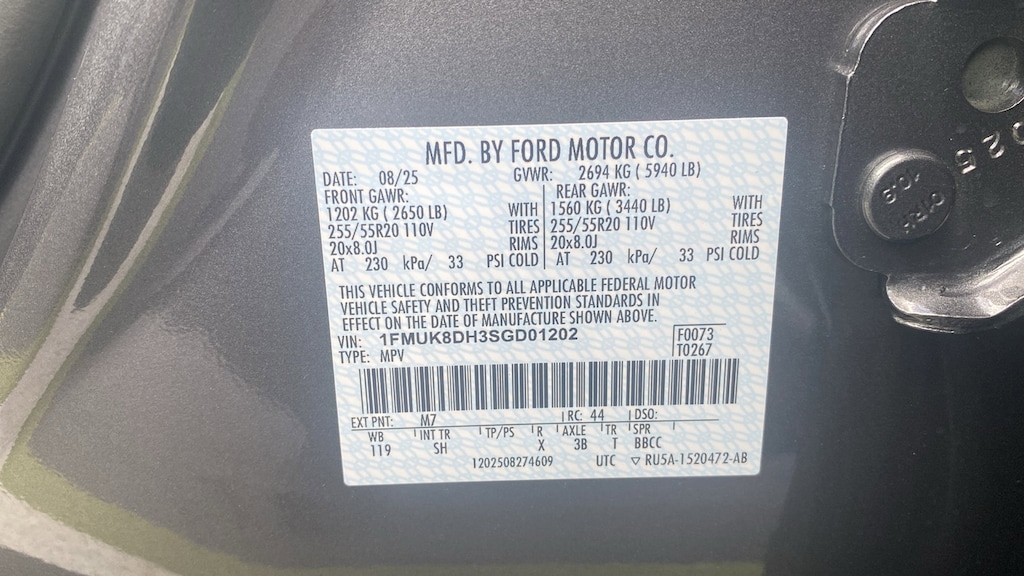 MFD. BY FORD MOTOR CO.
DATE: 08/25 GVWR: 2694 KG ( 5940 LB)
FRONT GAWR: REAR GAWR:
1202 KG ( 2650 LB) WITH 1560 KG ( 3440 LB) WITH
255/55R20 110V TIRES 255/55R20 110V TIRES
20x8.0J RIMS 20x8.0J RIMS
AT 230 kPa/ 33 PSI COLD AT 230 kPa/ 33 PSI COLD
THIS VEHICLE CONFORMS TO ALL APPLICABLE FEDERAL MOTOR
VEHICLE SAFETY AND THEFT PREVENTION STANDARDS IN
EFFECT ON THE DATE OF MANUFACTURE SHOWN ABOVE.
VIN: 1FMUK8DH3SGD01202 F0073
TYPE: MPV T0267
EXT PNT: M7 RC: 44 DSO:
WB INT TR TP/PS R AXLE TR SPR
119 SH X 3B T BBCC
1202508274609 UTC ▽ RU5A-1520472-AB
10.9
025